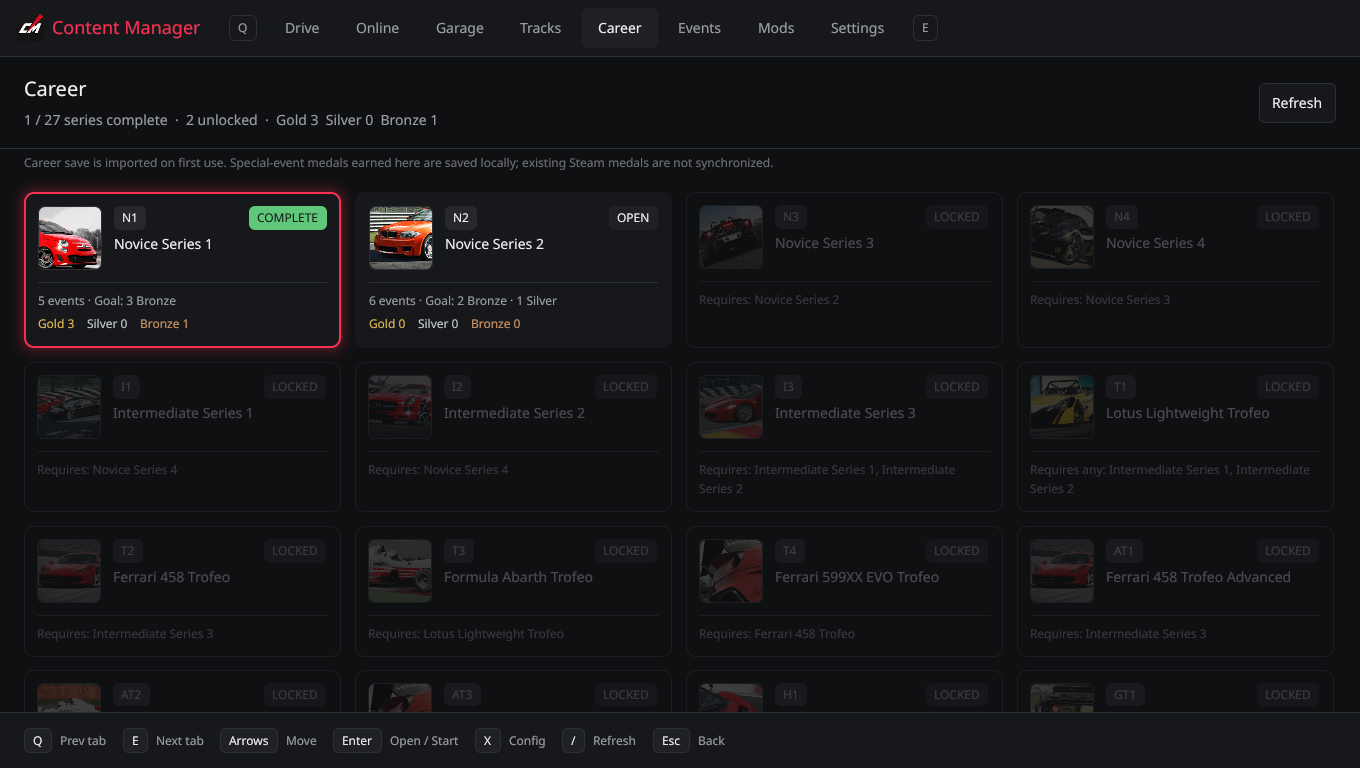 Content Manager Q Drive Online Garage Tracks Career Events Mods Settings E
Career
1 / 27 series complete · 2 unlocked · Gold 3 Silver 0 Bronze 1
Refresh
Career save is imported on first use. Special-event medals earned here are saved locally; existing Steam medals are not synchronized.
N1 COMPLETE
Novice Series 1
5 events · Goal: 3 Bronze
Gold 3 Silver 0 Bronze 1
N2 OPEN
Novice Series 2
6 events · Goal: 2 Bronze · 1 Silver
Gold 0 Silver 0 Bronze 0
N3 LOCKED
Novice Series 3
Requires: Novice Series 2
N4 LOCKED
Novice Series 4
Requires: Novice Series 3
I1 LOCKED
Intermediate Series 1
Requires: Novice Series 4
I2 LOCKED
Intermediate Series 2
Requires: Novice Series 4
I3 LOCKED
Intermediate Series 3
Requires: Intermediate Series 1, Intermediate
Series 2
T1 LOCKED
Lotus Lightweight Trofeo
Requires any: Intermediate Series 1, Intermediate
Series 2
T2 LOCKED
Ferrari 458 Trofeo
Requires: Intermediate Series 3
T3 LOCKED
Formula Abarth Trofeo
Requires: Lotus Lightweight Trofeo
T4 LOCKED
Ferrari 599XX EVO Trofeo
Requires: Ferrari 458 Trofeo
AT1 LOCKED
Ferrari 458 Trofeo Advanced
Requires: Intermediate Series 3
AT2 LOCKED
AT3 LOCKED
H1 LOCKED
GT1 LOCKED
Q Prev tab E Next tab Arrows Move Enter Open / Start X Config / Refresh Esc Back